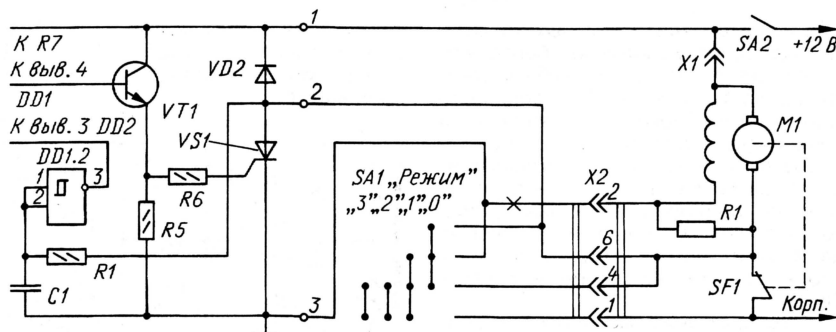 1
К R7
SA2
+12 В
К выв. 4
VD2
X1
DD1
VT1
2
M1
К выв. 3 DD2
VS1
DD1.2
1
2
3
SA1 „Режим"
„3",„2",„1",„0"
X2
2
R6
R1
R5
6
R1
SF1
4
C1
3
1
Корп.